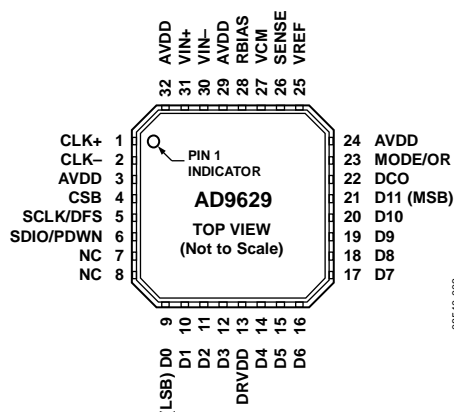 AVDD VIN+ VIN– AVDD RBIAS VCM SENSE VREF
32 31 30 29 28 27 26 25
CLK+ 1
CLK– 2
AVDD 3
CSB 4
SCLK/DFS 5
SDIO/PDWN 6
NC 7
NC 8
PIN 1
INDICATOR
AD9629
TOP VIEW
(Not to Scale)
24 AVDD
23 MODE/OR
22 DCO
21 D11 (MSB)
20 D10
19 D9
18 D8
17 D7
9 10 11 12 13 14 15 16
(LSB) D0 D1 D2 D3 DRVDD D4 D5 D6